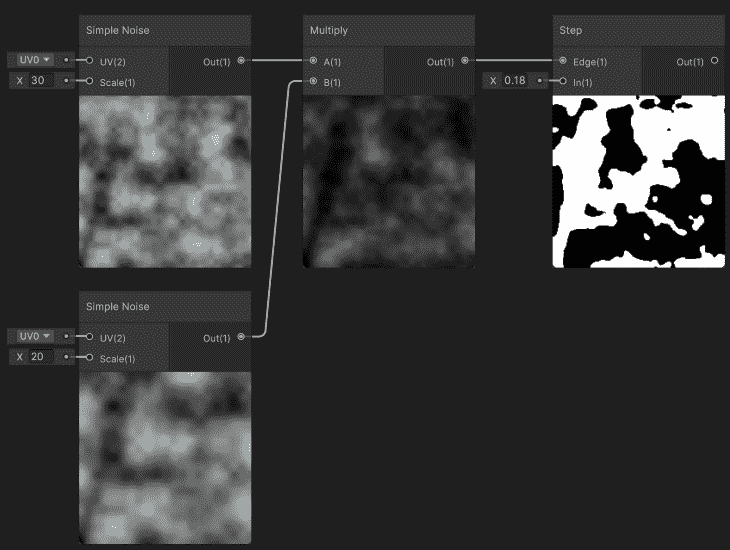 Simple Noise
UV0
UV(2)
Out(1)
X 30
Scale(1)
Multiply
A(1)
Out(1)
B(1)
Step
Edge(1)
Out(1)
X 0.18
In(1)
Simple Noise
UV0
UV(2)
Out(1)
X 20
Scale(1)